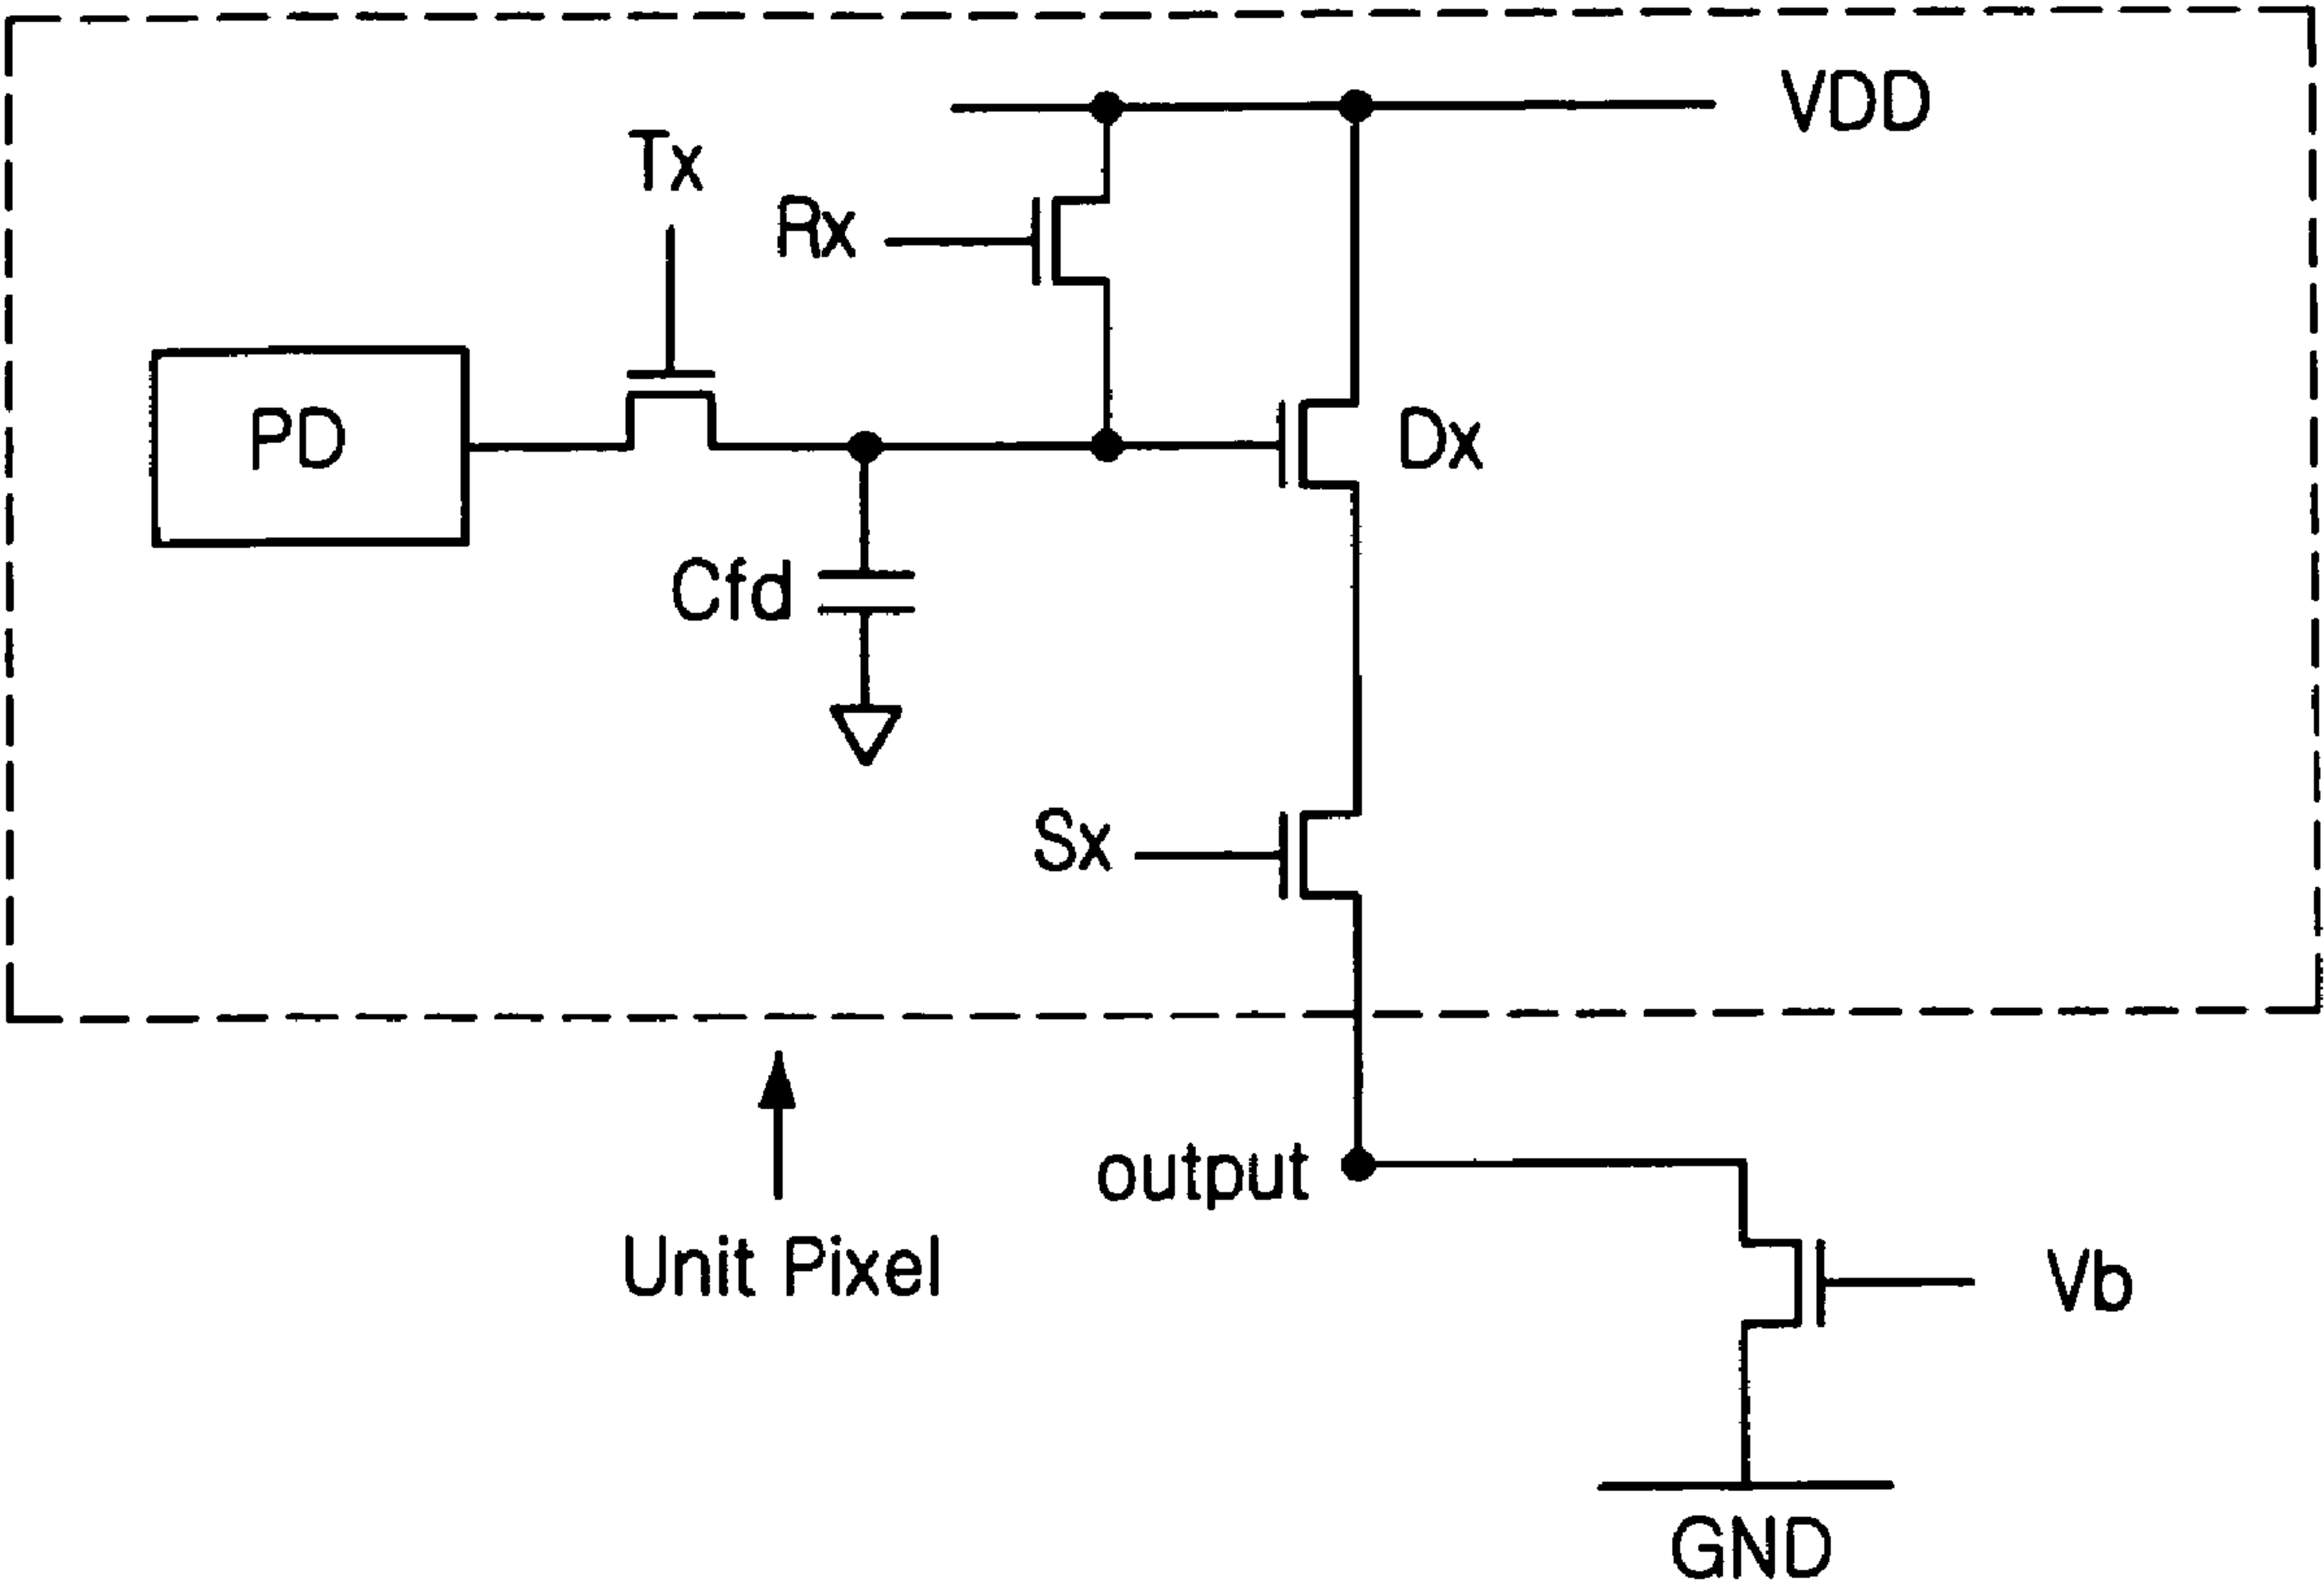 VDD
Tx
Rx
PD
Dx
Cfd
Sx
output
Unit Pixel
Vb
GND